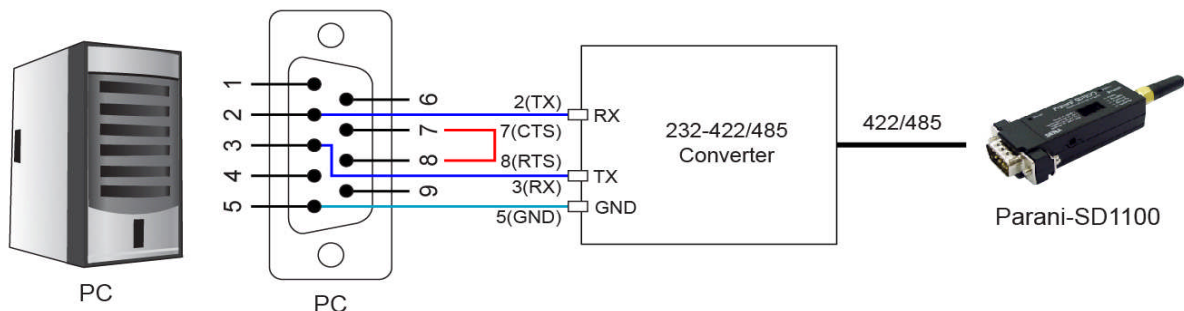 PC
1
2
3
4
5
6
7
8
9
PC
2(TX)
7(CTS)
8(RTS)
3(RX)
5(GND)
RX
TX
GND
232-422/485
Converter
422/485
Parani-SD1100